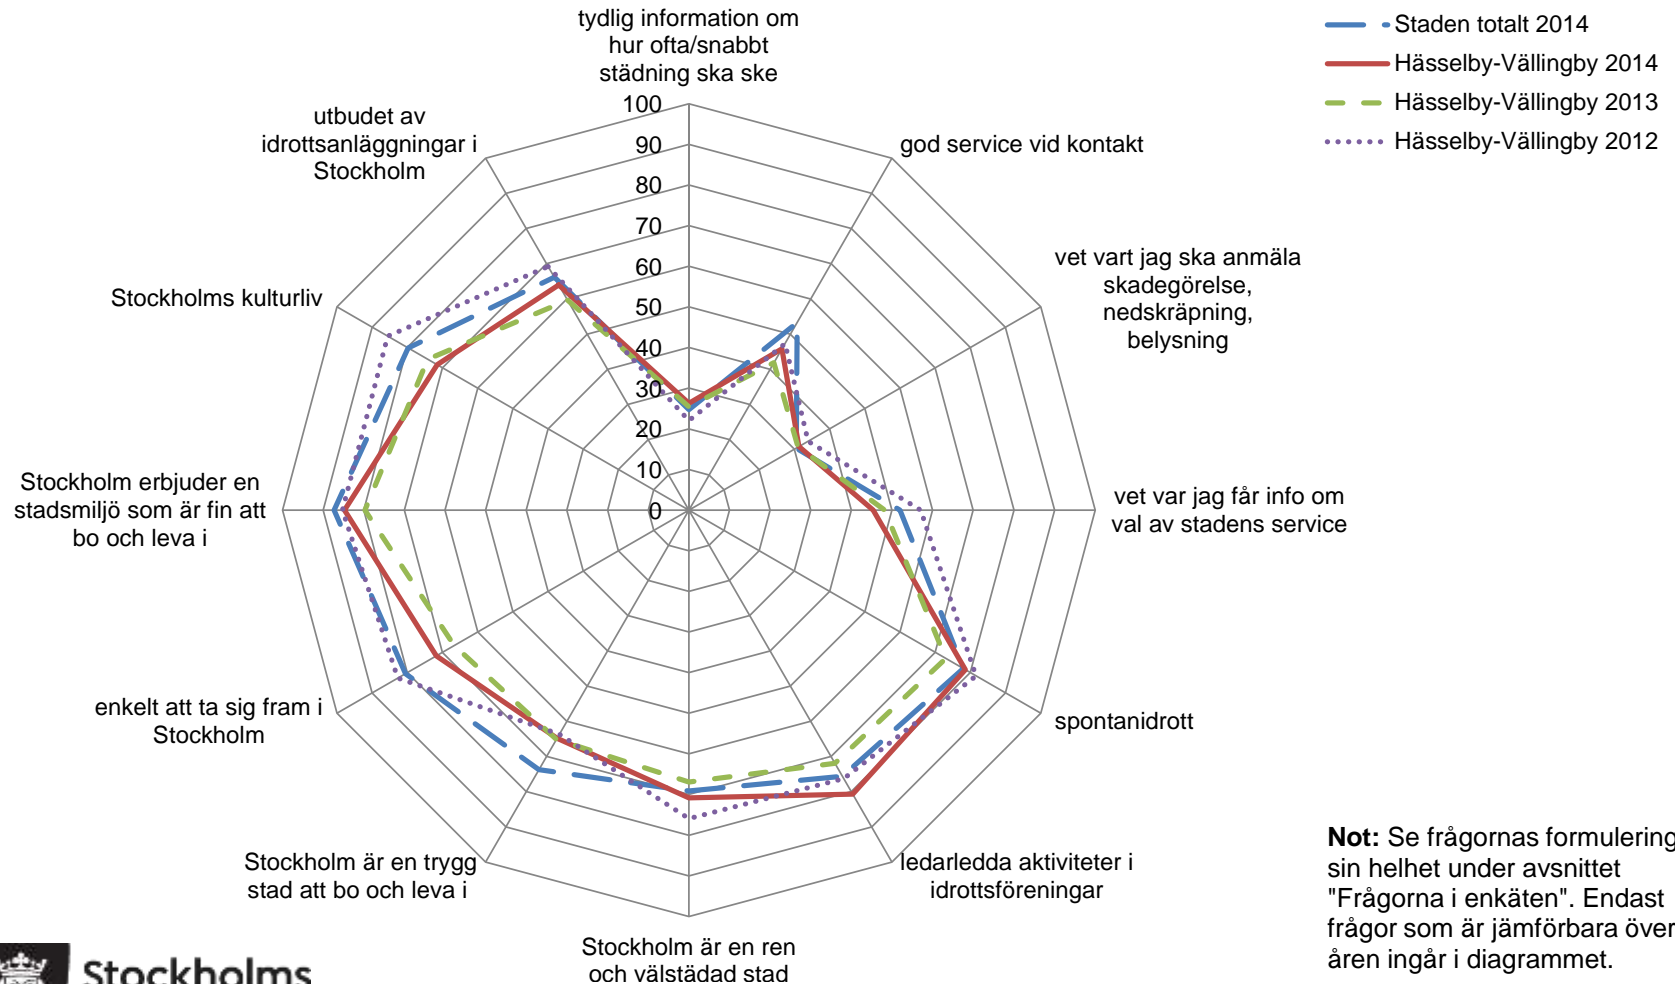 tydlig information om
hur ofta/snabbt
städning ska ske
Staden totalt 2014
Hässelby-Vällingby 2014
Hässelby-Vällingby 2013
Hässelby-Vällingby 2012
100
90
80
70
60
50
40
30
20
10
0
god service vid kontakt
vet vart jag ska anmäla
skadegörelse,
nedskräpning,
belysning
vet var jag får info om
val av stadens service
spontanidrott
ledarledda aktiviteter i
idrottsföreningar
Stockholm är en ren
och välstädad stad
Stockholm är en trygg
stad att bo och leva i
enkelt att ta sig fram i
Stockholm
Stockholm erbjuder en
stadsmiljö som är fin att
bo och leva i
Stockholms kulturliv
utbudet av
idrottsanläggningar i
Stockholm
Not: Se frågornas formulering
sin helhet under avsnittet
"Frågorna i enkäten". Endast
frågor som är jämförbara över
åren ingår i diagrammet.
Stockholms